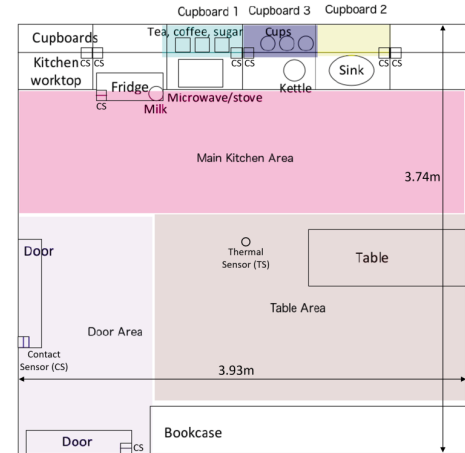 Cupboard 1 Cupboard 3 Cupboard 2
Tea, coffee, sugar Cups
Cupboards
CS CS CS CS CS
Kitchen
worktop
Fridge
Kettle
Sink
CS
Microwave/stove
Milk
Main Kitchen Area
3.74m
Door
Thermal
Sensor (TS)
Table
Table Area
Door Area
Contact
Sensor (CS)
3.93m
Bookcase
Door
CS